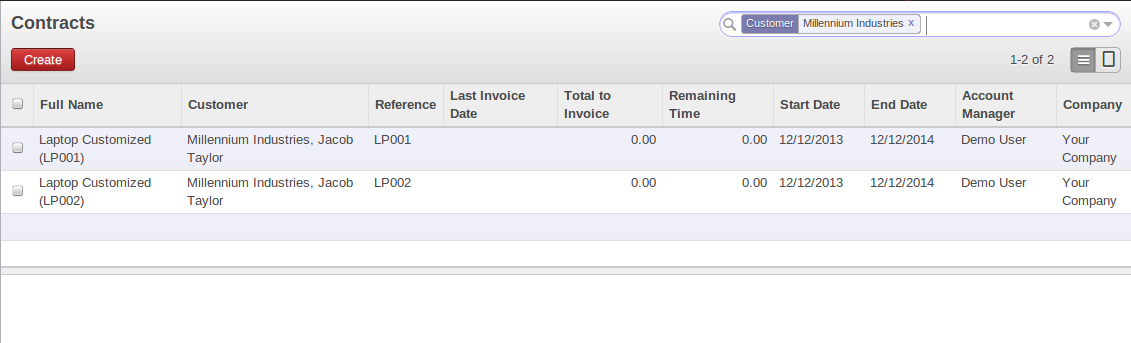 Contracts
Customer Millennium Industries x
Create
1-2 of 2
Full Name Customer Reference Last Invoice Date Total to Invoice Remaining Time Start Date End Date Account Manager Company
Laptop Customized (LP001) Millennium Industries, Jacob Taylor LP001 0.00 0.00 12/12/2013 12/12/2014 Demo User Your Company
Laptop Customized (LP002) Millennium Industries, Jacob Taylor LP002 0.00 0.00 12/12/2013 12/12/2014 Demo User Your Company